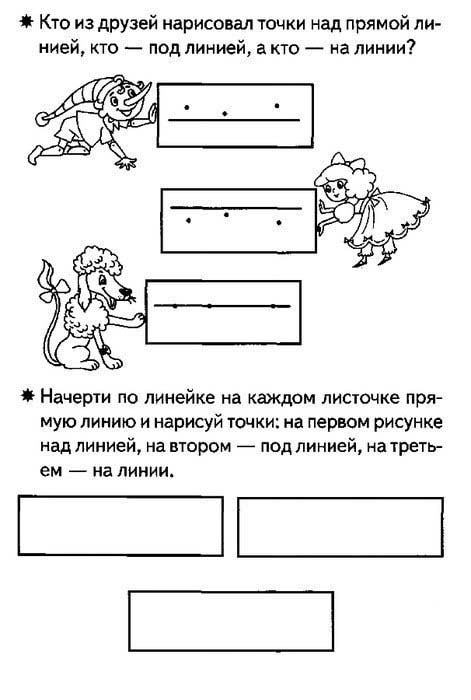 ✷ Кто из друзей нарисовал точки над прямой ли-
нией, кто — под линией, а кто — на линии?
✷ Начерти по линейке на каждом листочке пря-
мую линию и нарисуй точки: на первом рисунке
над линией, на втором — под линией, на треть-
ем — на линии.